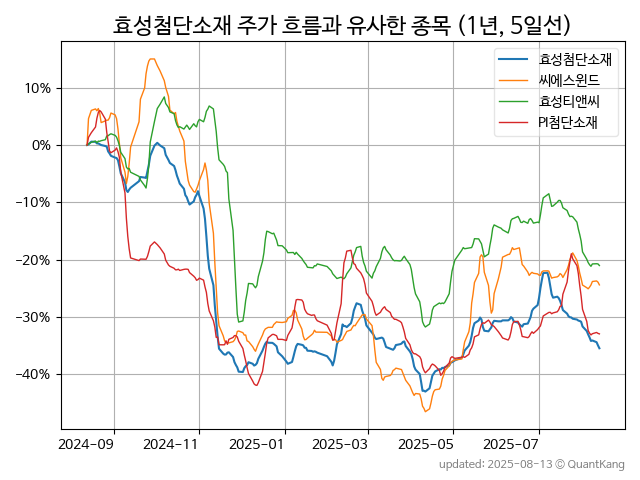 효성첨단소재 주가 흐름과 유사한 종목 (1년, 5일선)
효성첨단소재
씨에스윈드
효성티앤씨
PI첨단소재
10%
0%
−10%
−20%
−30%
−40%
2024-09 2024-11 2025-01 2025-03 2025-05 2025-07
updated: 2025-08-13 © QuantKang